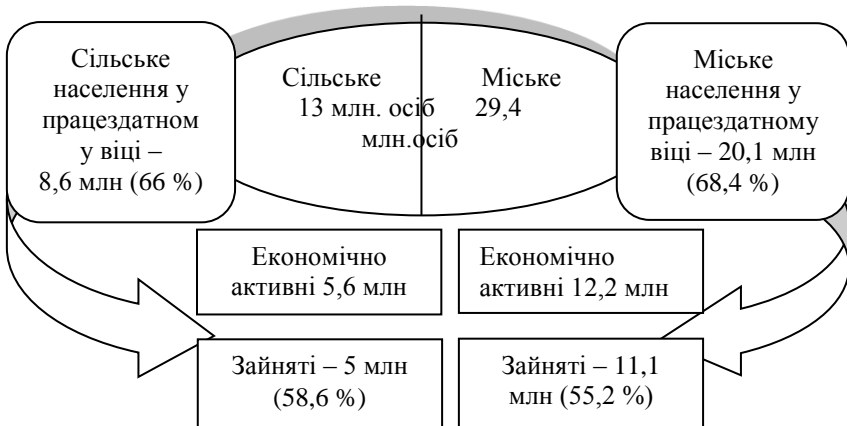 Сільське
населення у
працездатном
у віці –
8,6 млн (66 %)
Сільське Міське
13 млн. осіб 29,4
млн.осіб
Міське
населення у
працездатному
віці – 20,1 млн
(68,4 %)
Економічно
активні 5,6 млн
Економічно
активні 12,2 млн
Зайняті – 5 млн
(58,6 %)
Зайняті – 11,1
млн (55,2 %)